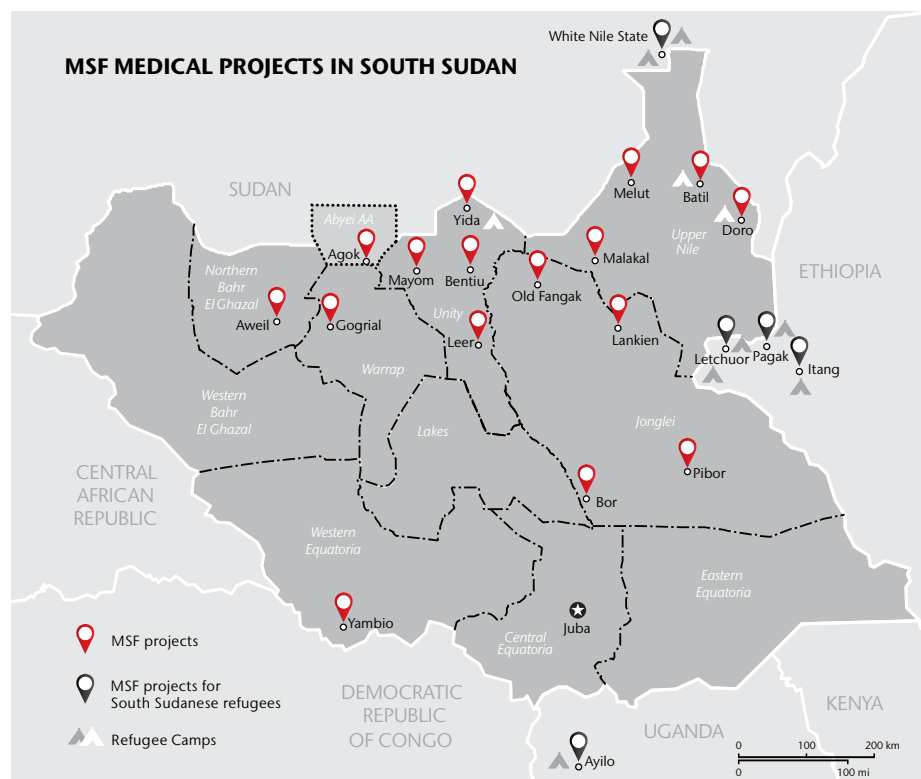 White Nile State
MSF MEDICAL PROJECTS IN SOUTH SUDAN
SUDAN
Melut
Batil
Abyei AA
Yida
Doro
Upper
Nile
Agok
Malakal
ETHIOPIA
Northern
Bahr
El Ghazal
Mayom
Bentiu
Old Fangak
Unity
Aweil
Gogrial
Leer
Lankien
Letchuor
Pagak
Itang
Warrap
Western
Bahr
El Ghazal
Lakes
Jonglei
CENTRAL
AFRICAN
REPUBLIC
Pibor
Bor
Western
Equatoria
Eastern
Equatoria
Yambio
Juba
Central
Equatoria
MSF projects
MSF projects for
South Sudanese refugees
Refugee Camps
DEMOCRATIC
REPUBLIC
OF CONGO
UGANDA
KENYA
Ayilo
0 100 200 km
0 100 mi